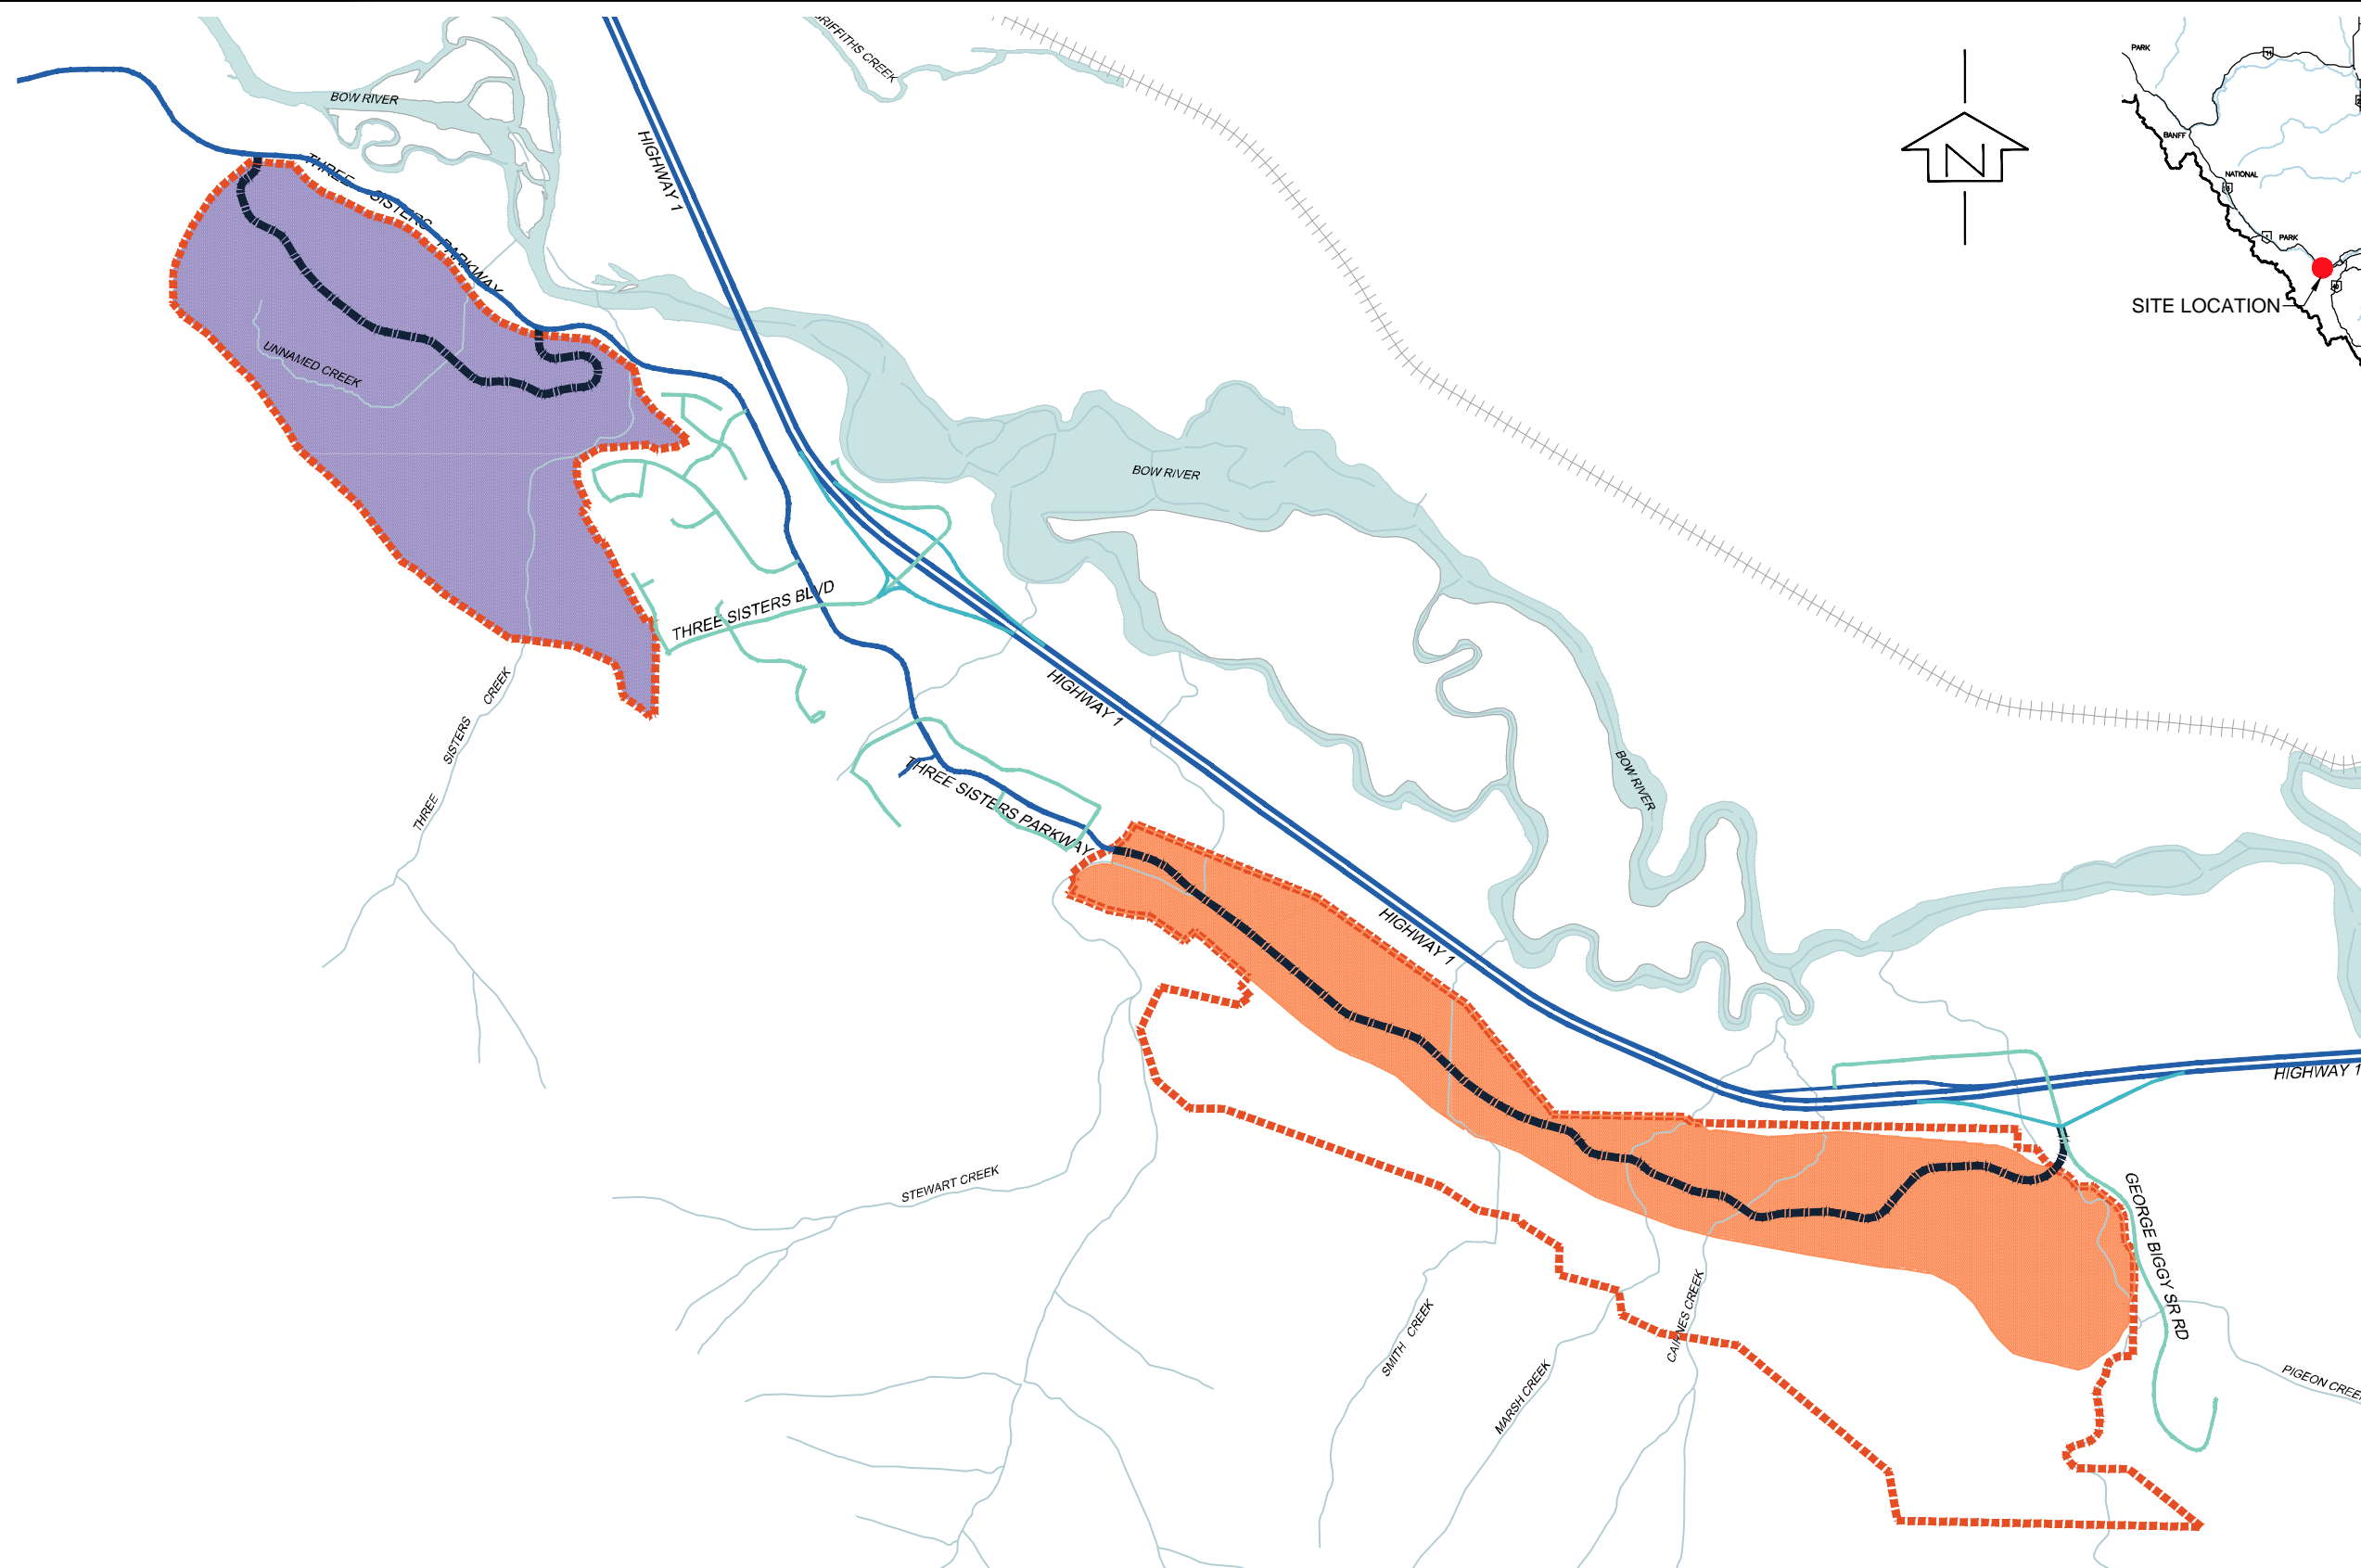 GRIFFITHS CREEK
PARK
BOW RIVER
BANFF
HIGHWAY 1
N
THREE SISTERS PARKWAY
NATIONAL
1
PARK
SITE LOCATION
UNNAMED CREEK
BOW RIVER
THREE SISTERS BLVD
HIGHWAY 1
THREE SISTERS CREEK
BOW RIVER
THREE SISTERS PARKWAY
HIGHWAY 1
HIGHWAY 1
STEWART CREEK
GEORGE BIGGY SR RD
CAIRNES CREEK
SMITH CREEK
MARSH CREEK
PIGEON CREE